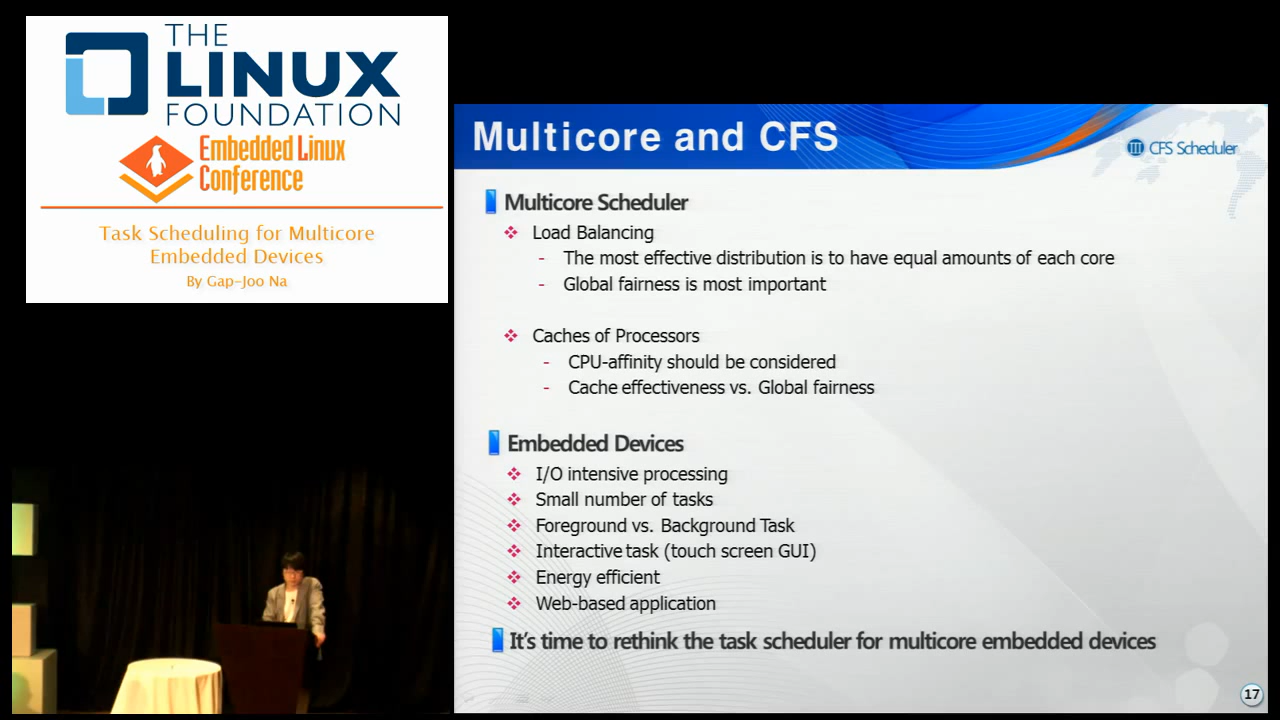 THE
LINUX
FOUNDATION
Embedded Linux
Conference
Task Scheduling for Multicore
Embedded Devices
By Gap-Joo Na
Multicore and CFS
III CFS Scheduler
Multicore Scheduler
Load Balancing
- The most effective distribution is to have equal amounts of each core
- Global fairness is most important
Caches of Processors
- CPU-affinity should be considered
- Cache effectiveness vs. Global fairness
Embedded Devices
I/O intensive processing
Small number of tasks
Foreground vs. Background Task
Interactive task (touch screen GUI)
Energy efficient
Web-based application
It's time to rethink the task scheduler for multicore embedded devices
17